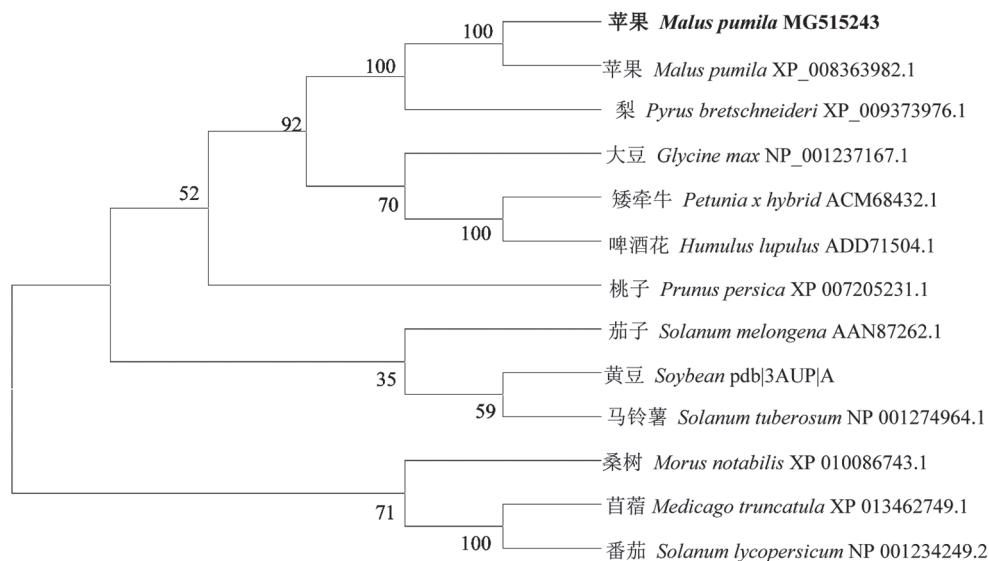 苹果 Malus pumila MG515243
100
苹果 Malus pumila XP_008363982.1
100
梨 Pyrus bretschneideri XP_009373976.1
92
大豆 Glycine max NP_001237167.1
52
70
矮牵牛 Petunia x hybrid ACM68432.1
100
啤酒花 Humulus lupulus ADD71504.1
桃子 Prunus persica XP 007205231.1
茄子 Solanum melongena AAN87262.1
35
黄豆 Soybean pdb|3AUP|A
59
马铃薯 Solanum tuberosum NP 001274964.1
桑树 Morus notabilis XP 010086743.1
71
苜蓿 Medicago truncatula XP 013462749.1
100
番茄 Solanum lycopersicum NP 001234249.2